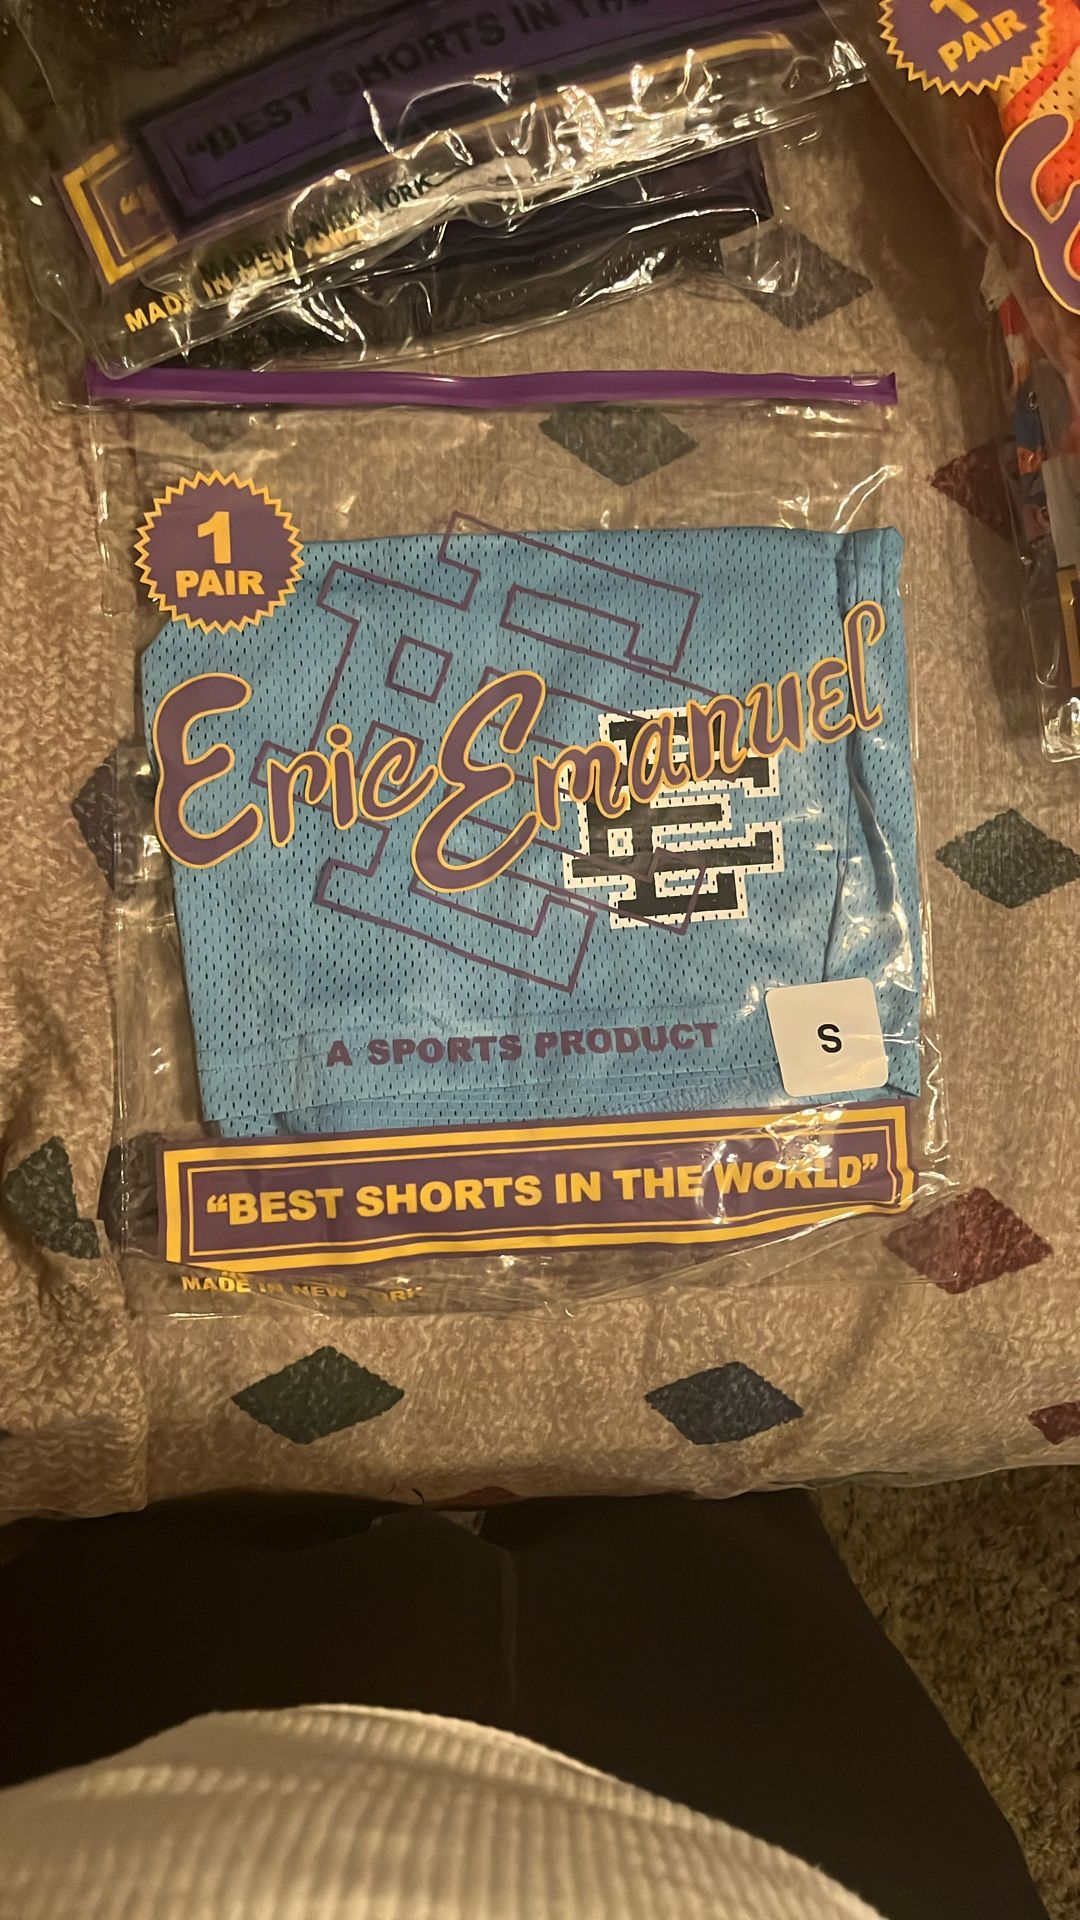 "BEST SHORTS IN THE
MADE IN NEW YORK
1
PAIR
1
PAIR
Eric Emanuel
EE
A SPORTS PRODUCT
S
"BEST SHORTS IN THE WORLD"
MADE IN NEW YORK